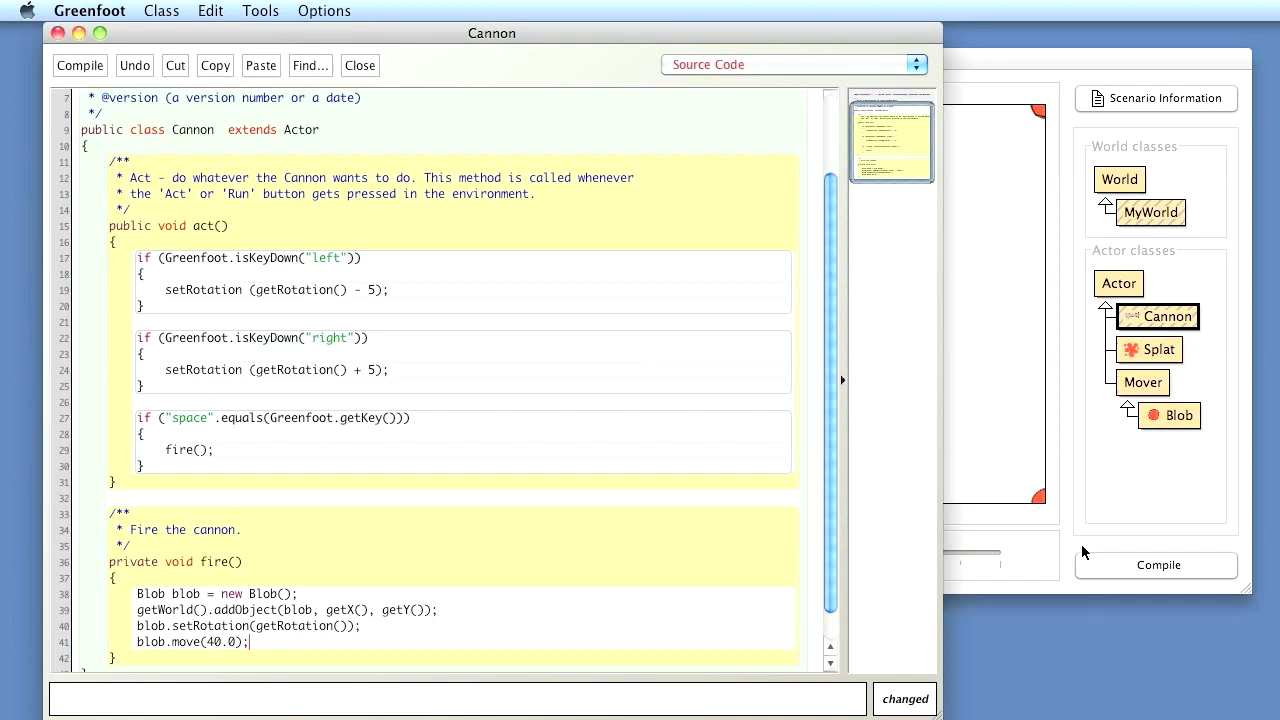 Greenfoot Class Edit Tools Options
Cannon
Compile Undo Cut Copy Paste Find... Close
Source Code
7 * @version (a version number or a date)
8 */
9 public class Cannon extends Actor
10 {
11 /**
12 * Act - do whatever the Cannon wants to do. This method is called whenever
13 * the 'Act' or 'Run' button gets pressed in the environment.
14 */
15 public void act()
16 {
17 if (Greenfoot.isKeyDown("left"))
18 {
19 setRotation (getRotation() - 5);
20 }
21
22 if (Greenfoot.isKeyDown("right"))
23 {
24 setRotation (getRotation() + 5);
25 }
26
27 if ("space".equals(Greenfoot.getKey()))
28 {
29 fire();
30 }
31 }
32
33 /**
34 * Fire the cannon.
35 */
36 private void fire()
37 {
38 Blob blob = new Blob();
39 getWorld().addObject(blob, getX(), getY());
40 blob.setRotation(getRotation());
41 blob.move(40.0);
42 }
changed
Scenario Information
World classes
World
MyWorld
Actor classes
Actor
Cannon
Splat
Mover
Blob
Compile